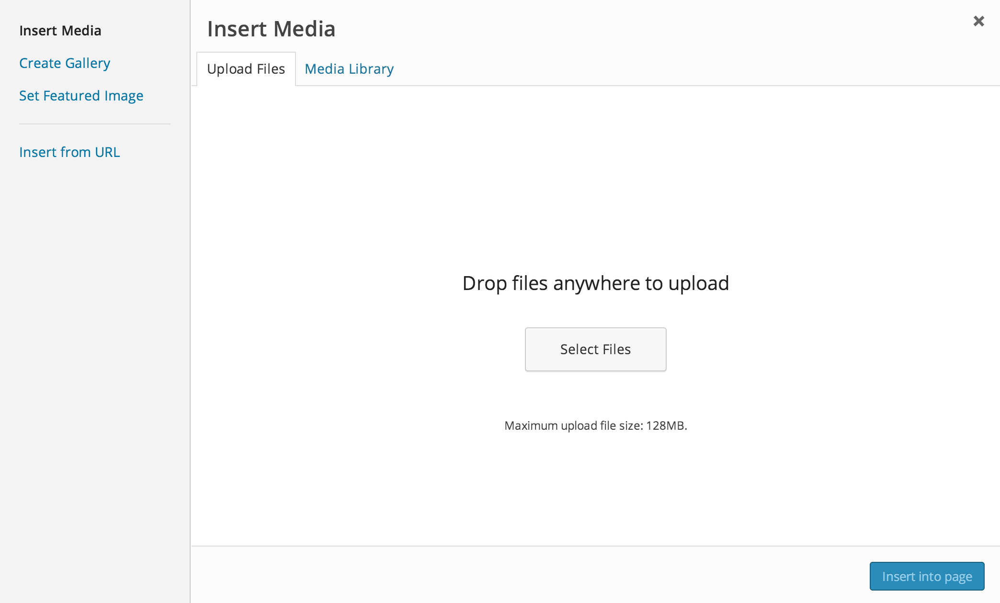 Insert Media
Create Gallery
Set Featured Image
Insert from URL
Insert Media
Upload Files
Media Library
Drop files anywhere to upload
Select Files
Maximum upload file size: 128MB.
Insert into page